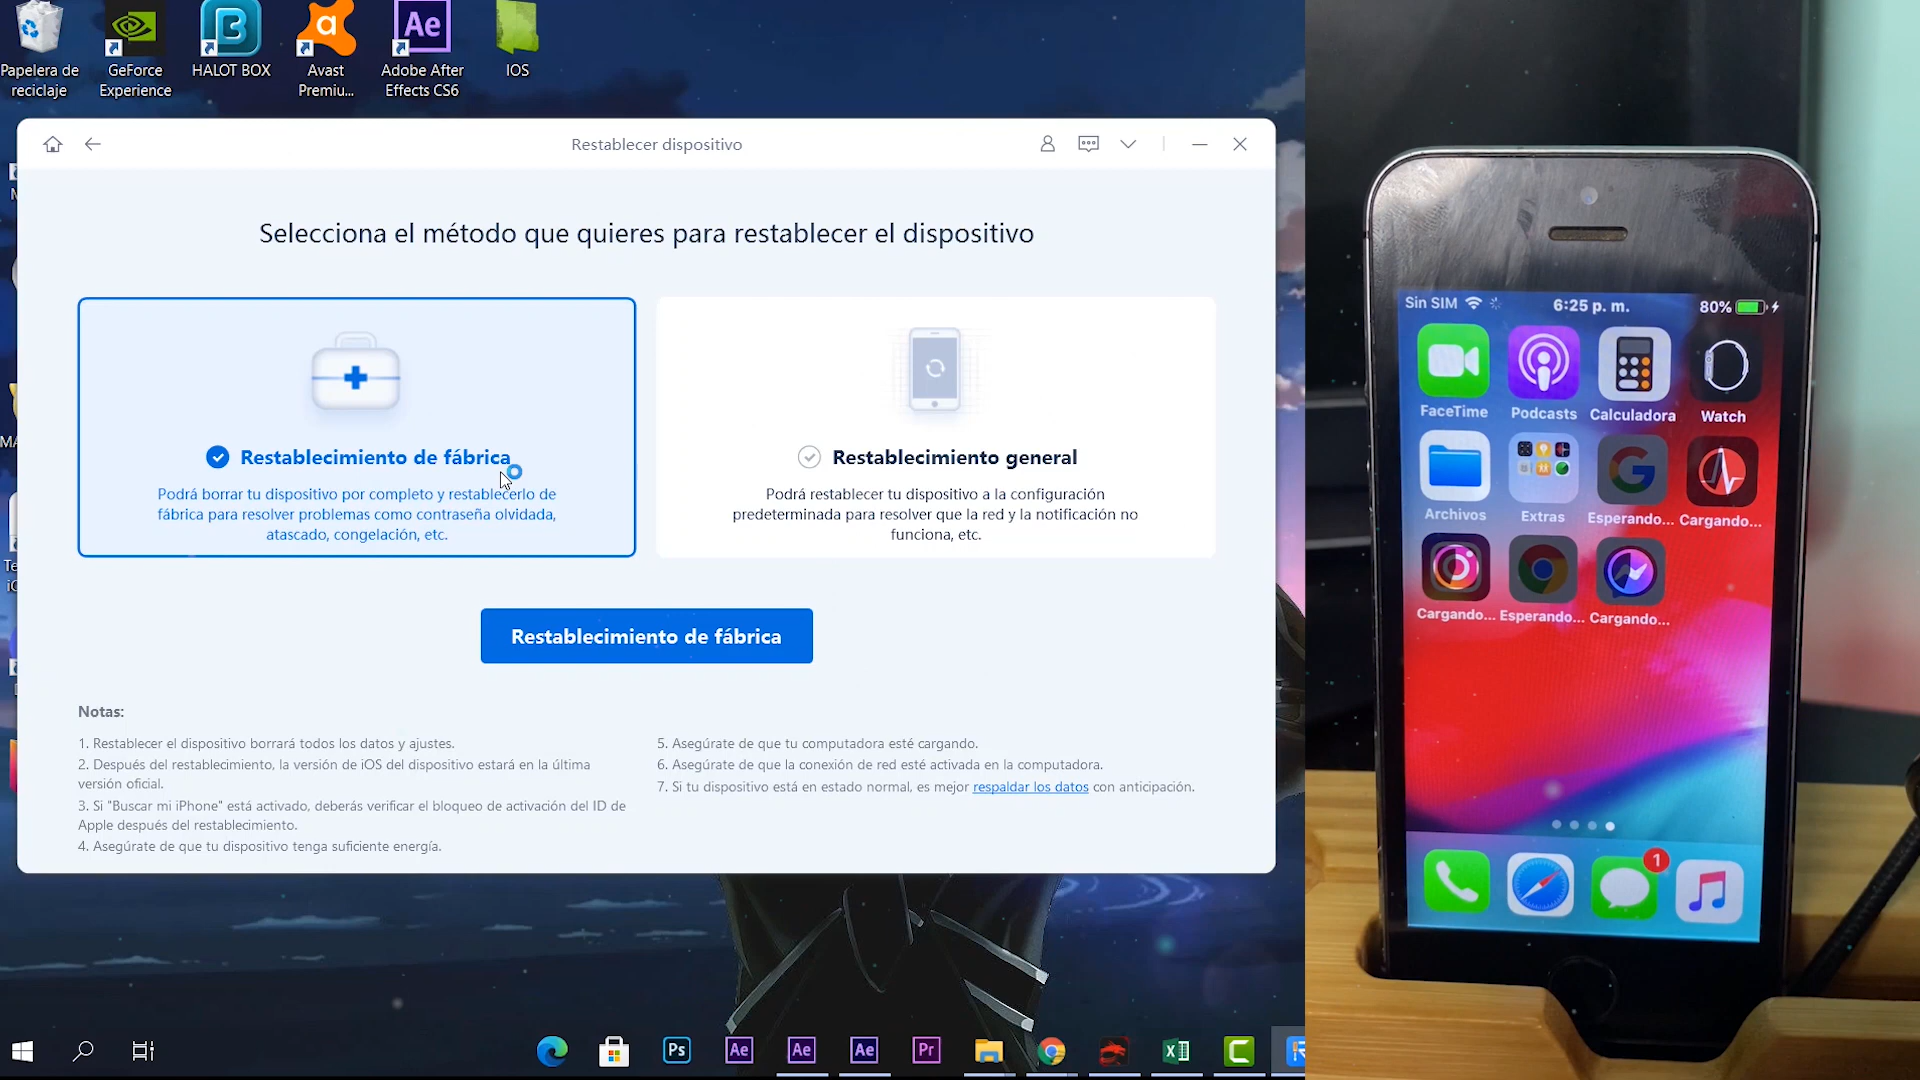 Papelera de
reciclaje
GeForce
Experience
HALOT BOX
Avast
Premiu...
Adobe After
Effects CS6
IOS
Restablecer dispositivo
Selecciona el método que quieres para restablecer el dispositivo
Restablecimiento de fábrica
Podrá borrar tu dispositivo por completo y restablecerlo de
fábrica para resolver problemas como contraseña olvidada,
atascado, congelación, etc.
Restablecimiento general
Podrá restablecer tu dispositivo a la configuración
predeterminada para resolver que la red y la notificación no
funciona, etc.
Restablecimiento de fábrica
Notas:
1. Restablecer el dispositivo borrará todos los datos y ajustes.
2. Después del restablecimiento, la versión de iOS del dispositivo estará en la última
versión oficial.
3. Si "Buscar mi iPhone" está activado, deberás verificar el bloqueo de activación del ID de
Apple después del restablecimiento.
4. Asegúrate de que tu dispositivo tenga suficiente energía.
5. Asegúrate de que tu computadora esté cargando.
6. Asegúrate de que la conexión de red esté activada en la computadora.
7. Si tu dispositivo está en estado normal, es mejor respaldar los datos con anticipación.
Ae
Ps
Ae
Ae
Ae
Pr
Sin SIM
6:25 p. m.
80%
FaceTime
Podcasts
Calculadora
Watch
Archivos
Extras
Esperando...
Cargando...
Cargando...
Esperando...
Cargando...
1